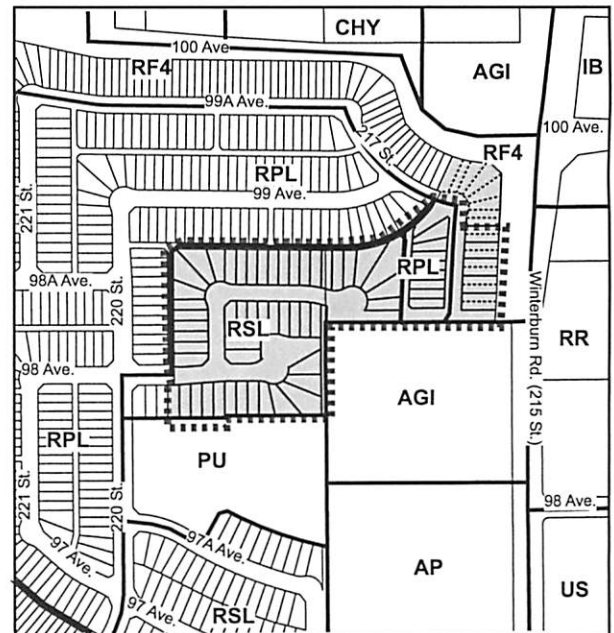 CHY
100 Ave
RF4
AGI
IB
99A Ave.
100 Ave.
217 St.
RF4
RPL
99 Ave.
221 St.
RPL
98A Ave.
220 St.
RSL
Winterburn Rd. (215 St.)
RR
98 Ave.
AGI
RPL
PU
221 St.
220 St.
98 Ave.
97A Ave.
97 Ave.
AP
97 Ave.
RSL
US